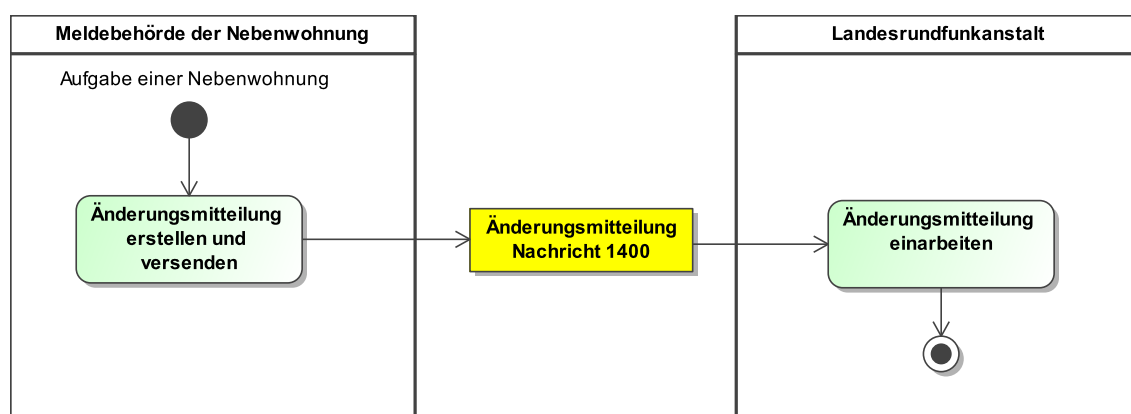 Meldebehörde der Nebenwohnung
Landesrundfunkanstalt
Aufgabe einer Nebenwohnung
Änderungsmitteilung
erstellen und
versenden
Änderungsmitteilung
Nachricht 1400
Änderungsmitteilung
einarbeiten